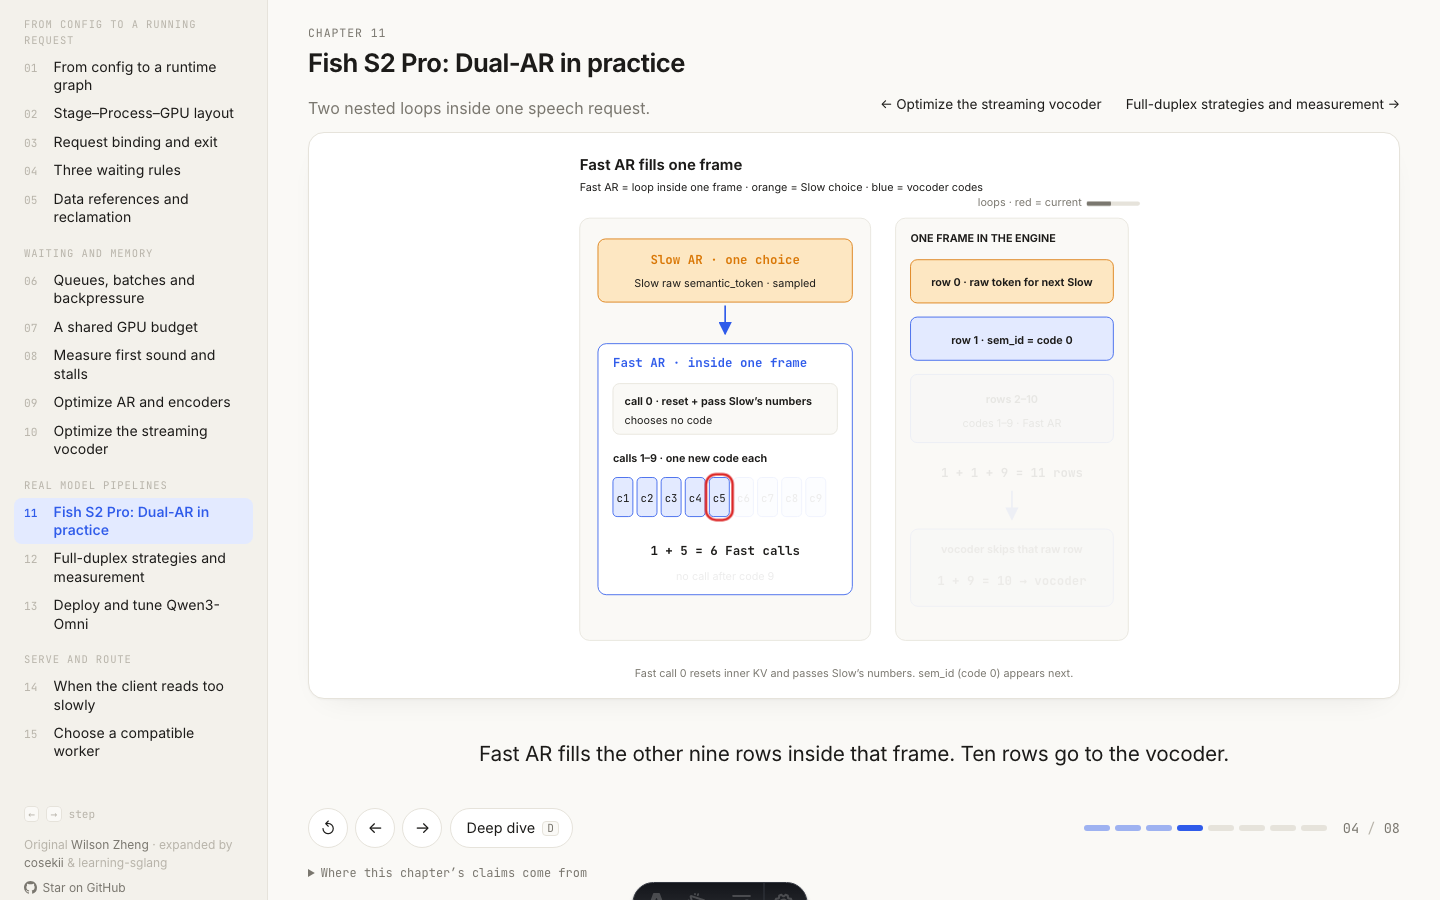 FROM CONFIG TO A RUNNING
REQUEST
01 From config to a runtime
graph
02 Stage–Process–GPU layout
03 Request binding and exit
04 Three waiting rules
05 Data references and
reclamation
WAITING AND MEMORY
06 Queues, batches and
backpressure
07 A shared GPU budget
08 Measure first sound and
stalls
09 Optimize AR and encoders
10 Optimize the streaming
vocoder
REAL MODEL PIPELINES
11 Fish S2 Pro: Dual-AR in
practice
12 Full-duplex strategies and
measurement
13 Deploy and tune Qwen3-
Omni
SERVE AND ROUTE
14 When the client reads too
slowly
15 Choose a compatible
worker
← → step
Original Wilson Zheng · expanded by
cosekii & learning-sglang
Star on GitHub
CHAPTER 11
Fish S2 Pro: Dual-AR in practice
Two nested loops inside one speech request.
← Optimize the streaming vocoder
Full-duplex strategies and measurement →
Fast AR fills one frame
Fast AR = loop inside one frame · orange = Slow choice · blue = vocoder codes
loops · red = current
Slow AR · one choice
Slow raw semantic_token · sampled
Fast AR · inside one frame
call 0 · reset + pass Slow’s numbers
chooses no code
calls 1–9 · one new code each
c1 c2 c3 c4 c5 c6 c7 c8 c9
1 + 5 = 6 Fast calls
no call after code 9
ONE FRAME IN THE ENGINE
row 0 · raw token for next Slow
row 1 · sem_id = code 0
rows 2–10
codes 1–9 · Fast AR
1 + 1 + 9 = 11 rows
vocoder skips that raw row
1 + 9 = 10 → vocoder
Fast call 0 resets inner KV and passes Slow’s numbers. sem_id (code 0) appears next.
Fast AR fills the other nine rows inside that frame. Ten rows go to the vocoder.
Deep dive D
04 / 08
Where this chapter’s claims come from